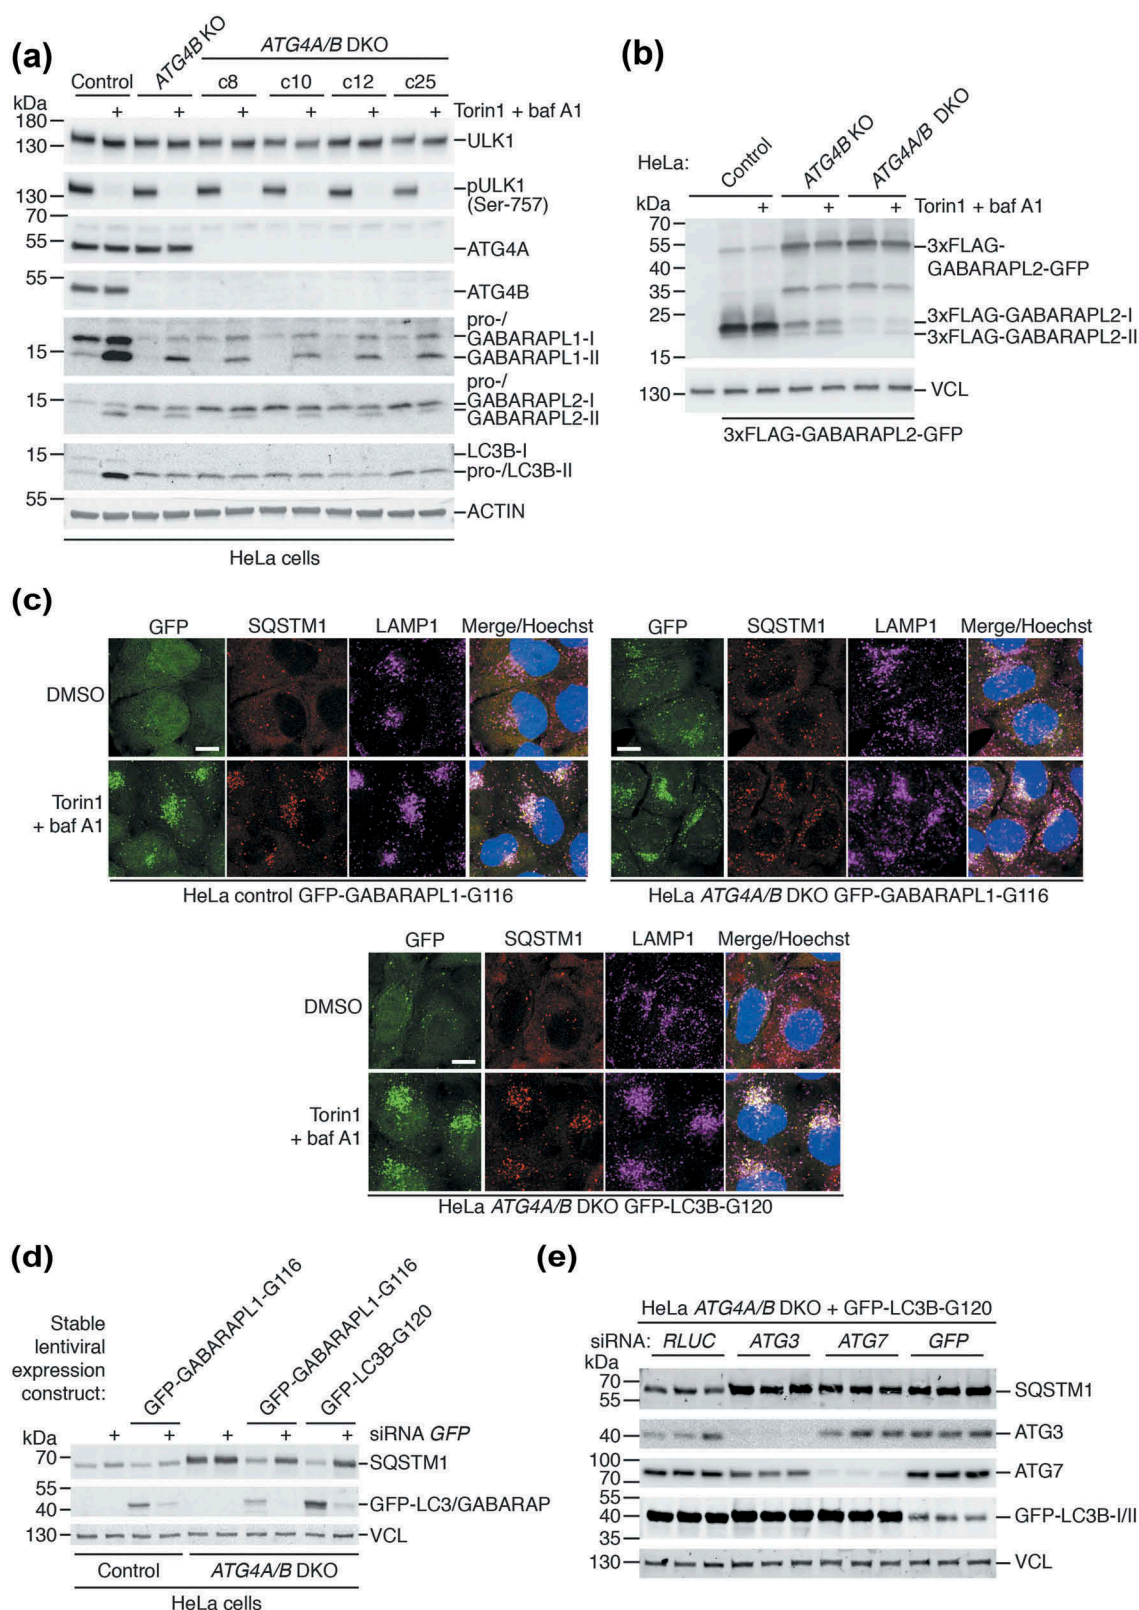 (a)
ATG4B KO
ATG4A/B DKO
Control
c8 c10 c12 c25
kDa
+ + + + + + Torin1 + baf A1
180
130
ULK1
130
pULK1
(Ser-757)
70
55
ATG4A
55
ATG4B
15
pro-/
GABARAPL1-I
GABARAPL1-II
15
pro-/
GABARAPL2-I
GABARAPL2-II
15
LC3B-I
pro-/LC3B-II
55
ACTIN
HeLa cells
(b)
HeLa:
Control
ATG4B KO
ATG4A/B DKO
kDa
+ + + Torin1 + baf A1
70
55
40
35
25
15
3xFLAG-
GABARAPL2-GFP
3xFLAG-GABARAPL2-I
3xFLAG-GABARAPL2-II
130
VCL
3xFLAG-GABARAPL2-GFP
(c)
GFP SQSTM1 LAMP1 Merge/Hoechst
DMSO
Torin1
+ baf A1
HeLa control GFP-GABARAPL1-G116
GFP SQSTM1 LAMP1 Merge/Hoechst
HeLa ATG4A/B DKO GFP-GABARAPL1-G116
GFP SQSTM1 LAMP1 Merge/Hoechst
DMSO
Torin1
+ baf A1
HeLa ATG4A/B DKO GFP-LC3B-G120
(d)
Stable
lentiviral
expression
construct:
GFP-GABARAPL1-G116
GFP-GABARAPL1-G116
GFP-LC3B-G120
kDa
+ + + + + siRNA GFP
70
SQSTM1
55
40
GFP-LC3/GABARAP
130
VCL
Control
ATG4A/B DKO
HeLa cells
(e)
HeLa ATG4A/B DKO + GFP-LC3B-G120
siRNA: RLUC ATG3 ATG7 GFP
kDa
70
55
SQSTM1
40
ATG3
100
70
ATG7
55
40
35
GFP-LC3B-I/II
130
VCL